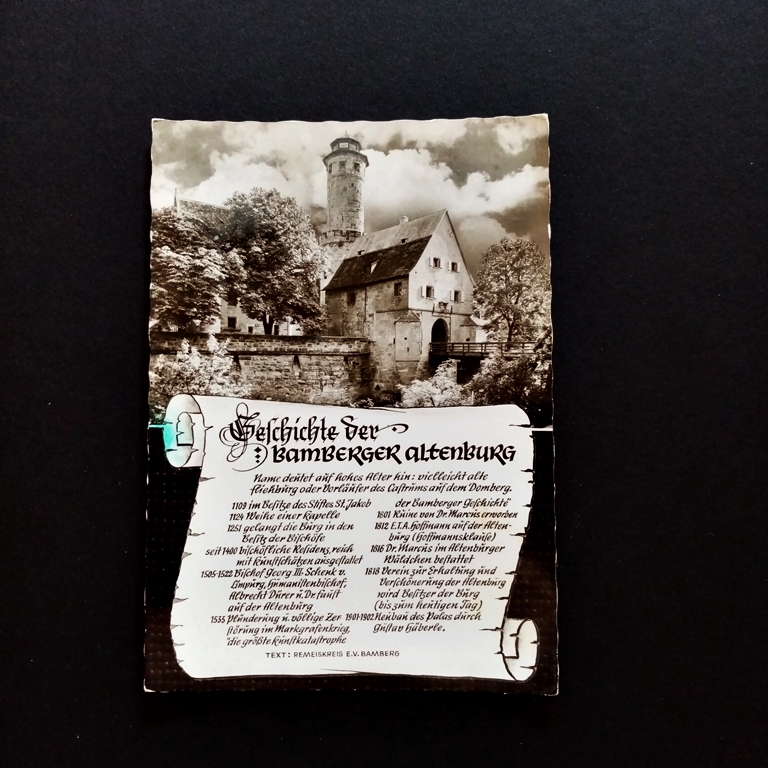 Geschichte der
BAMBERGER ALTENBURG
Name deutet auf hohes Alter hin: vielleicht alte
Fliehburg oder Vorläufer des Castrums auf dem Domberg.
1109 im Besitze des Stiftes St. Jakob
1124 Weihe einer Kapelle
1251 gelangt die Burg in den
Besitz der Bischöfe
seit 1400 bischöfliche Residenz, reich
mit Kunstschätzen ausgestattet
1505-1522 Bischof Georg III. Schenk v.
Limpurg, Humanistenbischof,
Albrecht Dürer u. Dr. Faust
auf der Altenburg
1553 Plünderung u. völlige Zer
störung im Markgrafenkrieg,
"die größte Kunstkatastrophe
der Bamberger Geschichte"
1801 Ruine von Dr. Marcus erworben
1812 E.T.A. Hoffmann auf der Alten-
burg (Hoffmannsklause)
1816 Dr. Marcus im Altenburger
Wäldchen bestattet
1818 Verein zur Erhaltung und
Verschönerung der Altenburg
wird Besitzer der Burg
(bis zum heutigen Tag)
1901-1902 Neubau des Palas durch
Gustav Häberle.
TEXT: REMEISKREIS E.V. BAMBERG